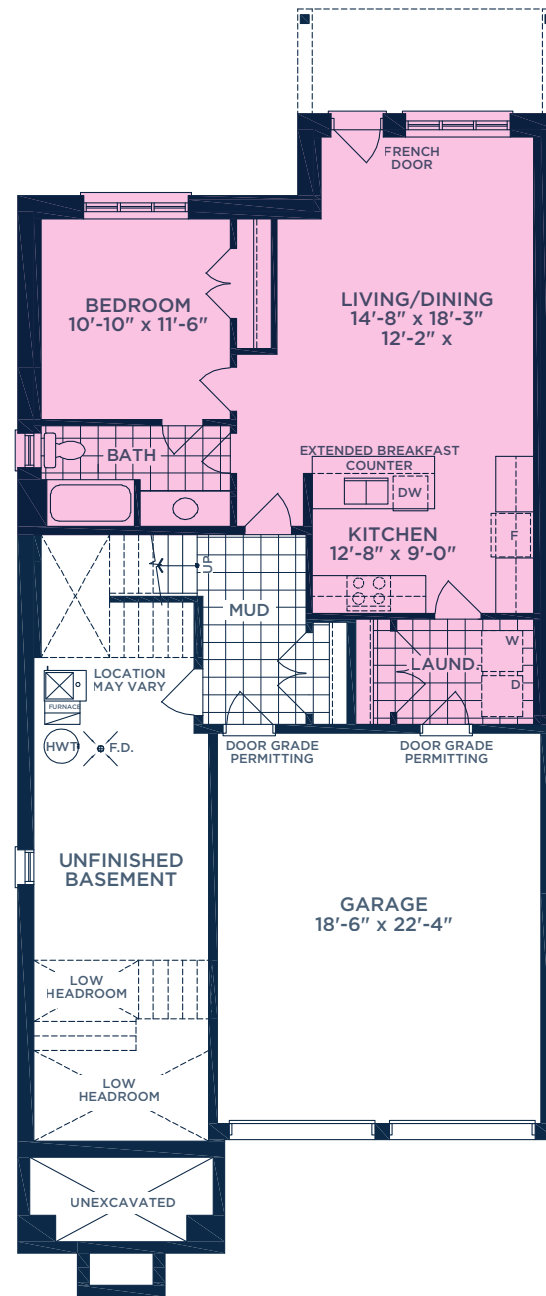 FRENCH
DOOR
BEDROOM
10'-10" x 11'-6"
LIVING/DINING
14'-8" x 18'-3"
12'-2" x
BATH
EXTENDED BREAKFAST
COUNTER
DW
KITCHEN
12'-8" x 9'-0"
F
UP
MUD
W
LAUND.
D
LOCATION
MAY VARY
FURNACE
HWT
F.D.
DOOR GRADE
PERMITTING
DOOR GRADE
PERMITTING
UNFINISHED
BASEMENT
GARAGE
18'-6" x 22'-4"
LOW
HEADROOM
LOW
HEADROOM
UNEXCAVATED